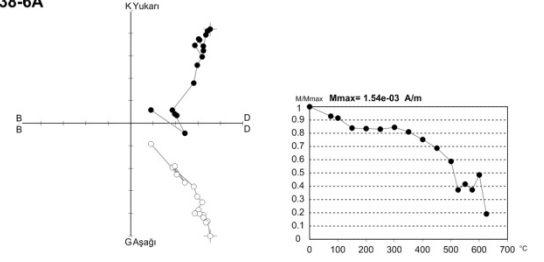 38-6A
K Yukarı
B
D
B
D
G Aşağı
M/Mmax Mmax= 1.54e-03 A/m
1
0.9
0.8
0.7
0.6
0.5
0.4
0.3
0.2
0.1
0
0 100 200 300 400 500 600 700 °C